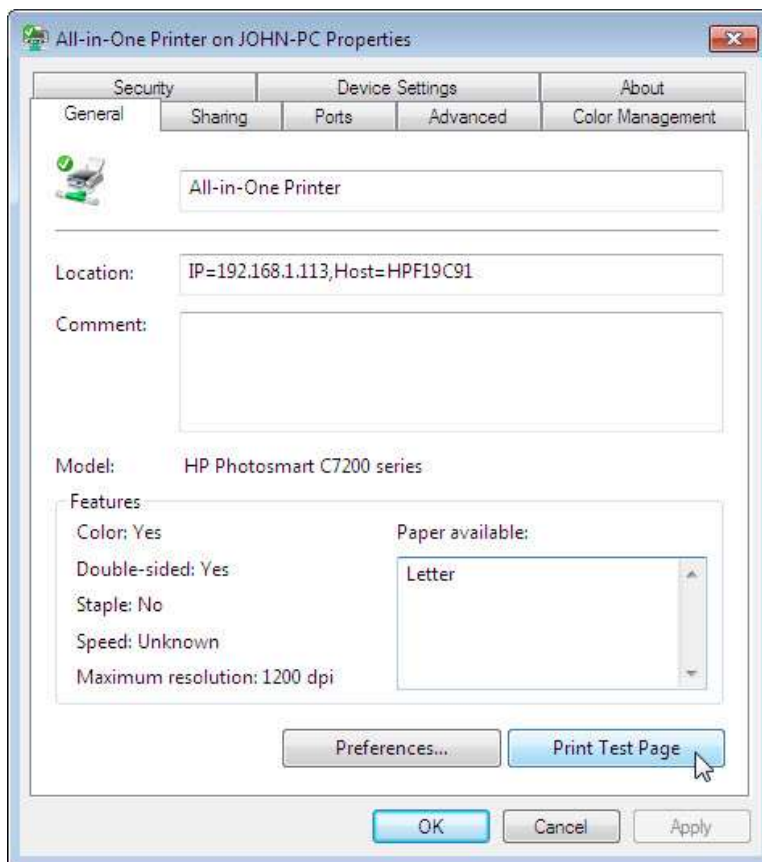 All-in-One Printer on JOHN-PC Properties
Security Device Settings About
General Sharing Ports Advanced Color Management
All-in-One Printer
Location: IP=192.168.1.113,Host=HPF19C91
Comment:
Model: HP Photosmart C7200 series
Features
Color: Yes Paper available:
Double-sided: Yes Letter
Staple: No
Speed: Unknown
Maximum resolution: 1200 dpi
Preferences... Print Test Page
OK Cancel Apply